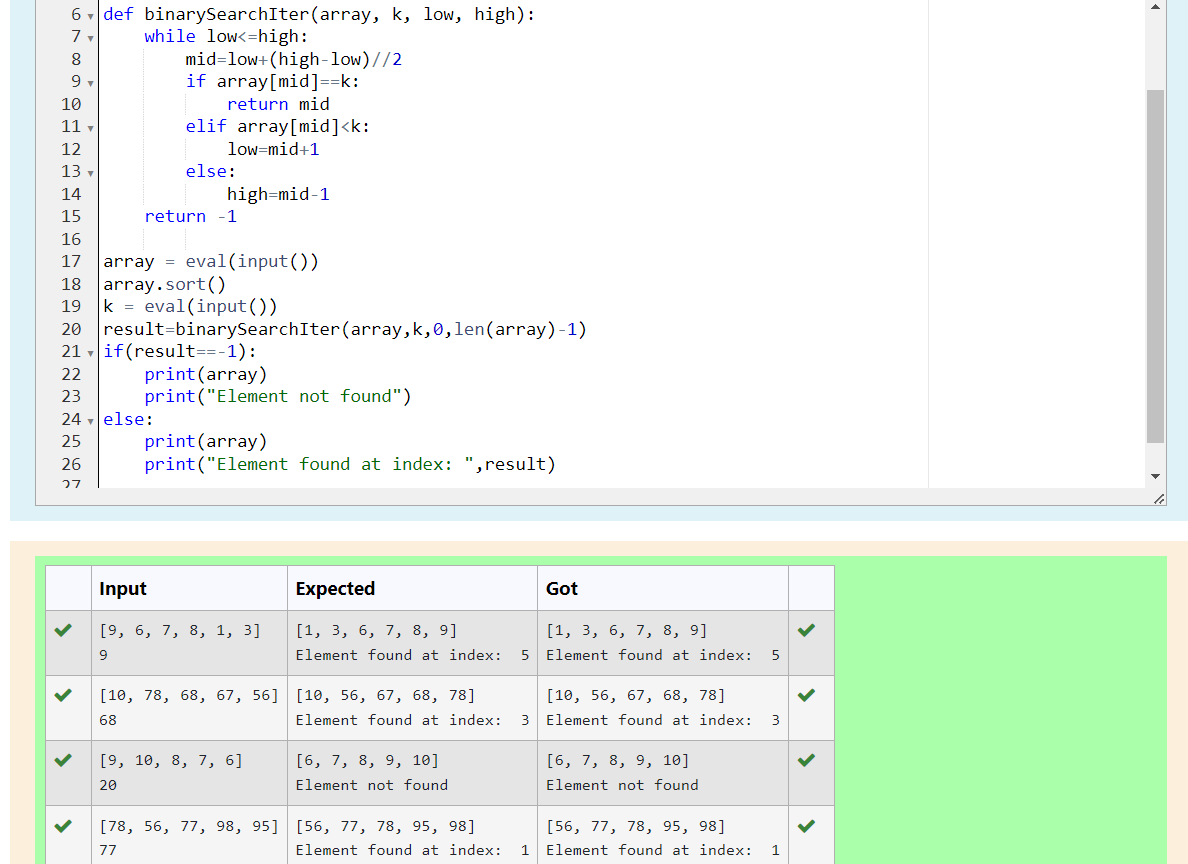 6 def binarySearchIter(array, k, low, high):
7     while low<=high:
8         mid=low+(high-low)//2
9         if array[mid]==k:
10             return mid
11         elif array[mid]<k:
12             low=mid+1
13         else:
14             high=mid-1
15     return -1
16
17 array = eval(input())
18 array.sort()
19 k = eval(input())
20 result=binarySearchIter(array,k,0,len(array)-1)
21 if(result==-1):
22     print(array)
23     print("Element not found")
24 else:
25     print(array)
26     print("Element found at index: ",result)
27
Input Expected Got
[9, 6, 7, 8, 1, 3] [1, 3, 6, 7, 8, 9] [1, 3, 6, 7, 8, 9]
9 Element found at index:  5 Element found at index:  5
[10, 78, 68, 67, 56] [10, 56, 67, 68, 78] [10, 56, 67, 68, 78]
68 Element found at index:  3 Element found at index:  3
[9, 10, 8, 7, 6] [6, 7, 8, 9, 10] [6, 7, 8, 9, 10]
20 Element not found Element not found
[78, 56, 77, 98, 95] [56, 77, 78, 95, 98] [56, 77, 78, 95, 98]
77 Element found at index:  1 Element found at index:  1